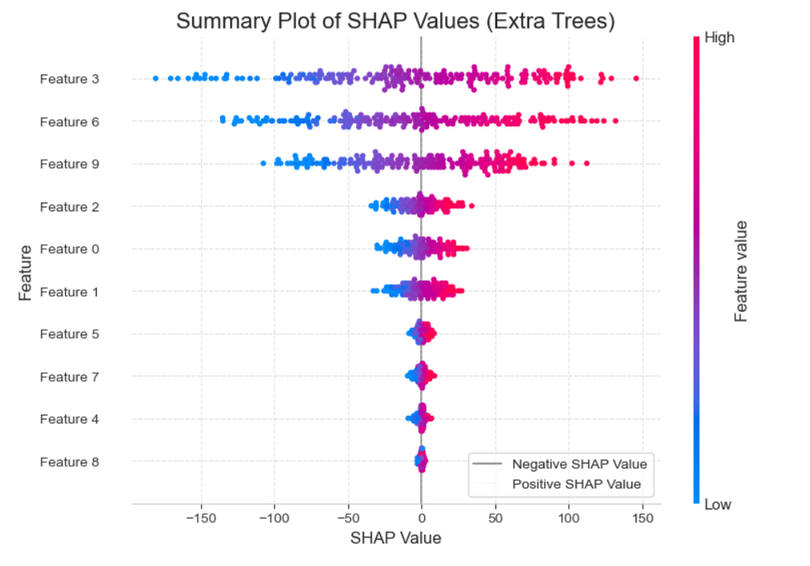 Summary Plot of SHAP Values (Extra Trees)
High
Feature 3
Feature 6
Feature 9
Feature 2
Feature 0
Feature 1
Feature 5
Feature 7
Feature 4
Feature 8
Feature
Feature value
Negative SHAP Value
Positive SHAP Value
Low
−150 −100 −50 0 50 100 150
SHAP Value